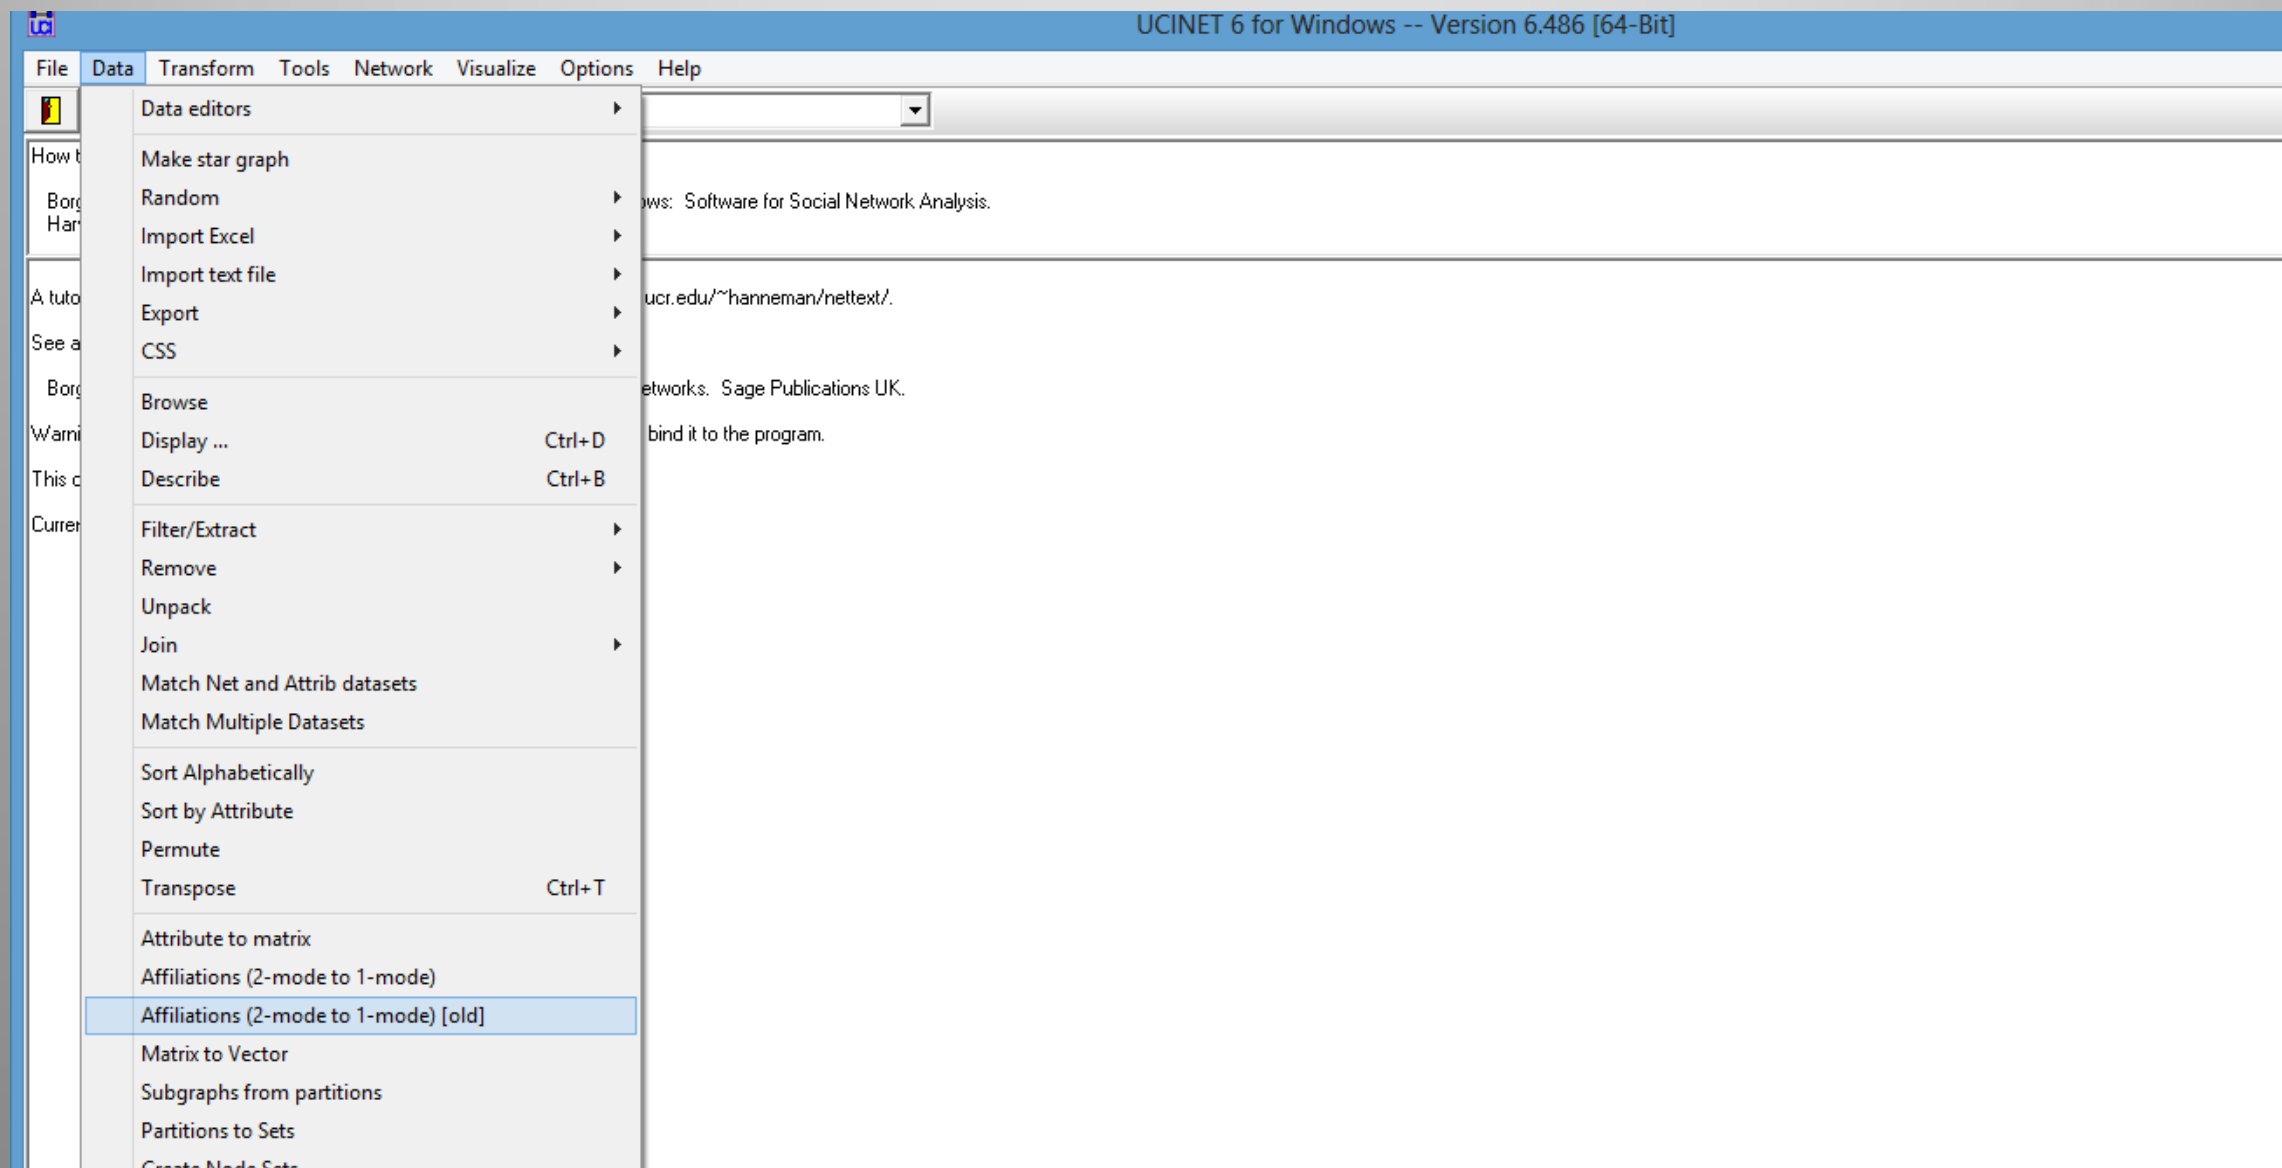 UCINET 6 for Windows -- Version 6.486 [64-Bit]
File Data Transform Tools Network Visualize Options Help
Data editors
How t
Make star graph
Random
ows: Software for Social Network Analysis.
Import Excel
Import text file
A tuto
ucr.edu/~hanneman/nettext/.
Export
See a
CSS
etworks. Sage Publications UK.
Browse
Warni
bind it to the program.
Display ... Ctrl+D
This c
Describe Ctrl+B
Curren
Filter/Extract
Remove
Unpack
Join
Match Net and Attrib datasets
Match Multiple Datasets
Sort Alphabetically
Sort by Attribute
Permute
Transpose Ctrl+T
Attribute to matrix
Affiliations (2-mode to 1-mode)
Affiliations (2-mode to 1-mode) [old]
Matrix to Vector
Subgraphs from partitions
Partitions to Sets
Create Node Sets